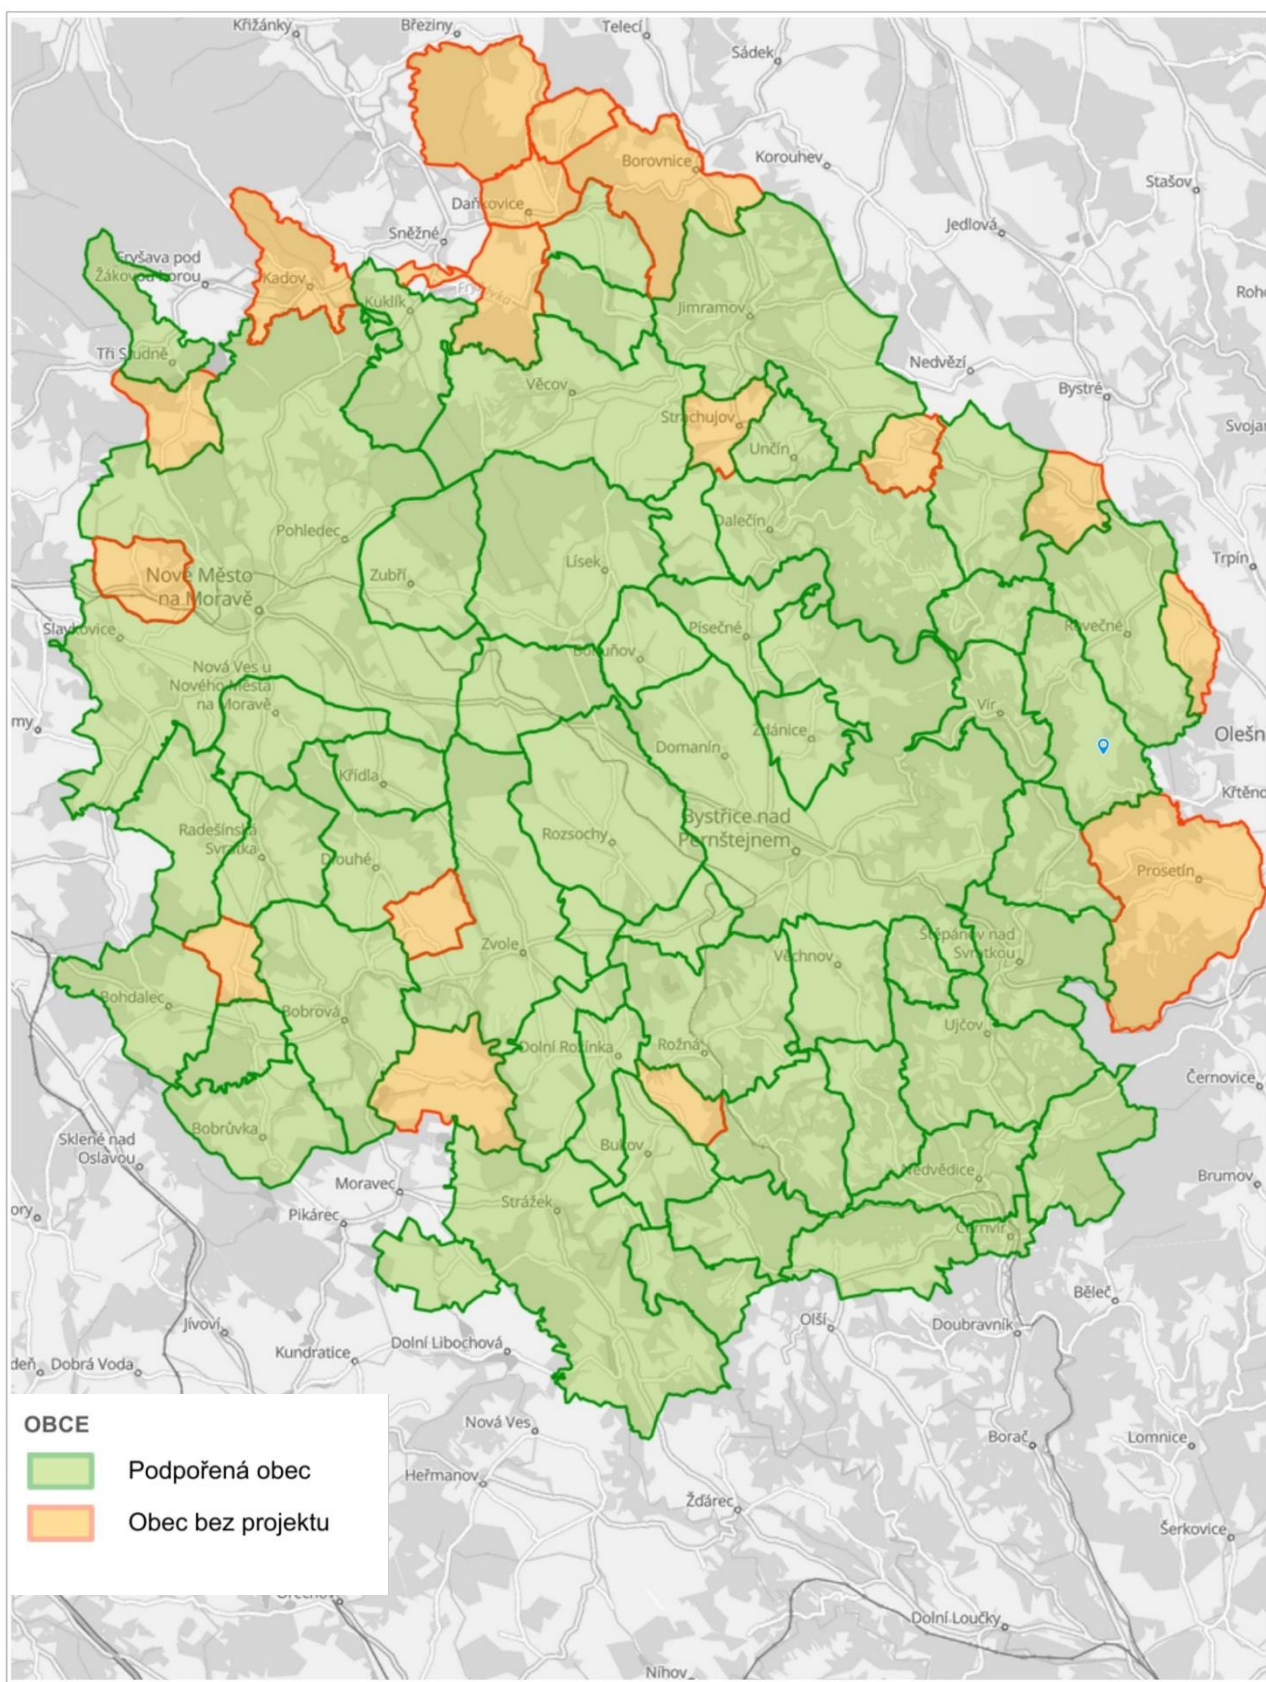 Křižánky
Březiny
Telecí
Sádek
Borovnice
Korouhev
Stašov
Daňkovice
Sněžné
Jedlová
Fryšava pod
Žákovou horou
Kadov
Kuklík
Jimramov
Tři Studně
Nedvězí
Bystré
Věcov
Strachujov
Unčín
Pohledec
Dalečín
Lísek
Trpín
Nové Město
na Moravě
Zubří
Slavkovice
Písečné
Rovečné
Bohuňov
Nová Ves u
Nového Města
na Moravě
Vír
my
Domanín
Ždánice
Olešn
Křídla
Křtěno
Bystřice nad
Pernštejnem
Radešínská
Svratka
Rozsochy
Dlouhé
Prosetín
Zvole
Štěpánov nad
Svratkou
Věchnov
Bohdalec
Bobrová
Ujčov
Dolní Rožínka
Rožná
Černovice
Bobrůvka
Sklené nad
Oslavou
Bukov
Nedvědice
Brumov
Moravec
Strážek
ory
Pikárec
Černvír
Běleč
Jívoví
Olší
Doubravník
deň
Dobrá Voda
Kundratice
Dolní Libochová
OBCE
Nová Ves
Borač
Lomnice
Podpořená obec
Heřmanov
Žďárec
Obec bez projektu
Šerkovice
Dolní Loučky
Níhov